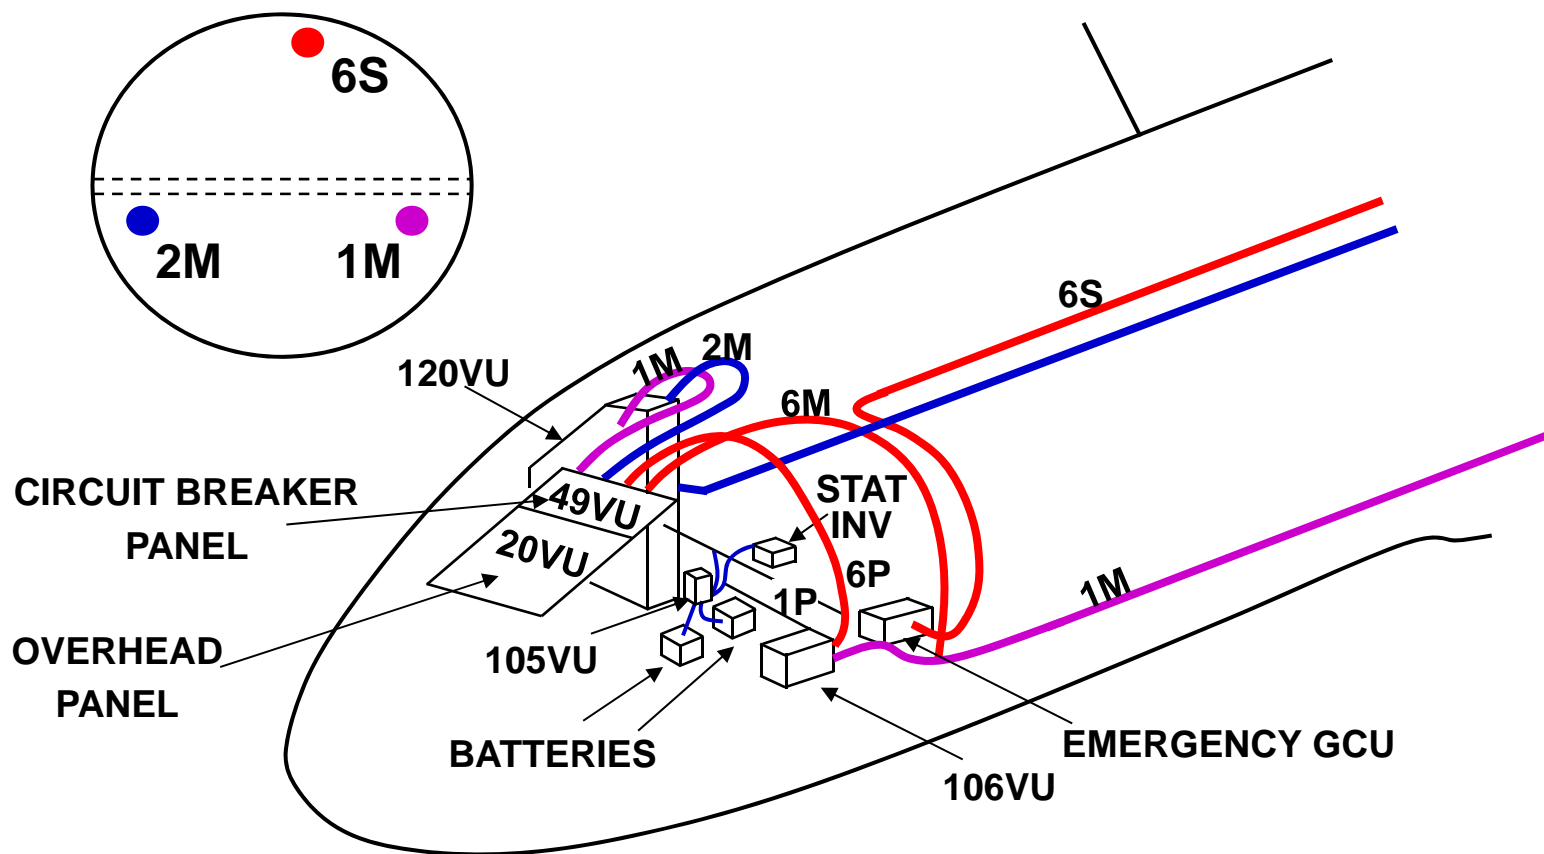 6S
2M
1M
6S
120VU
1M
2M
6M
CIRCUIT BREAKER
PANEL
49VU
20VU
STAT
INV
6P
1P
1M
OVERHEAD
PANEL
105VU
BATTERIES
EMERGENCY GCU
106VU